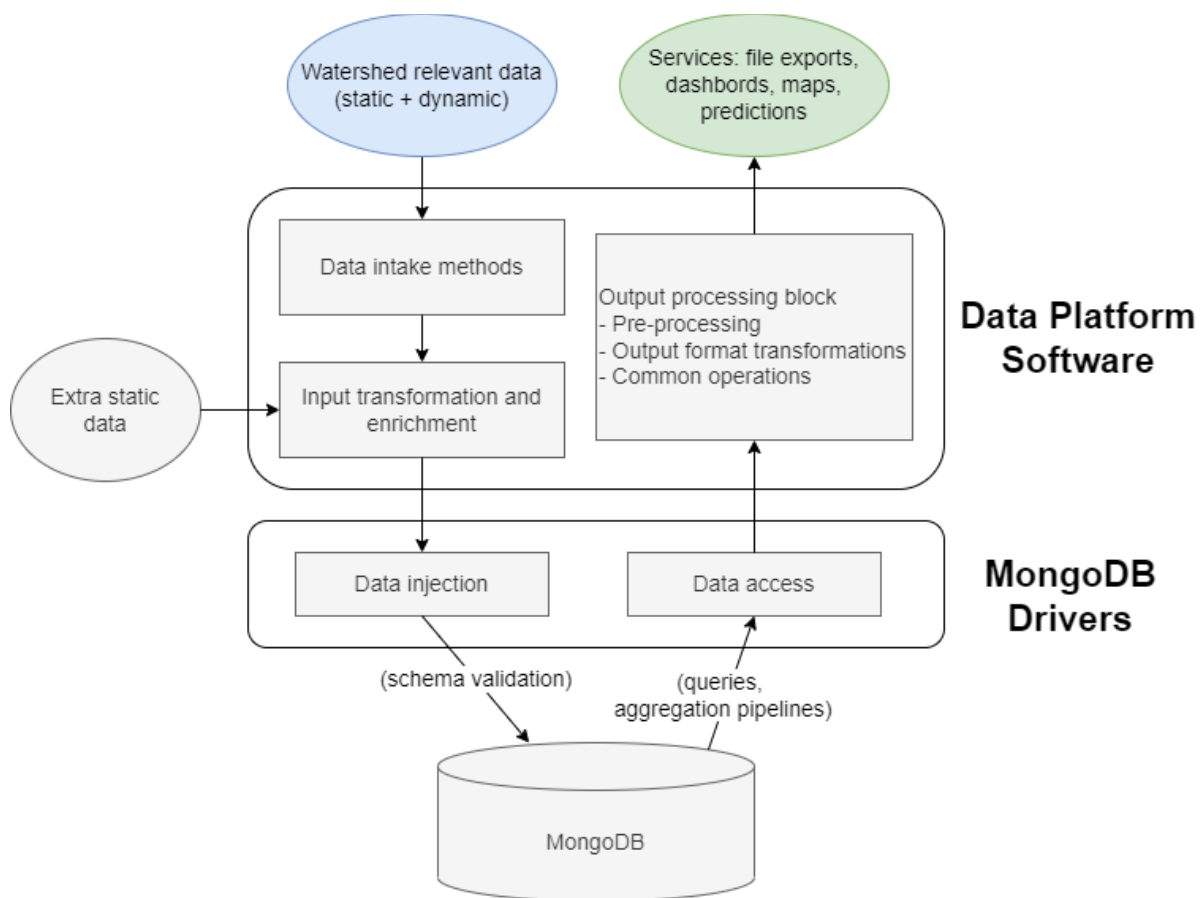 Watershed relevant data
(static + dynamic)
Services: file exports,
dashbords, maps,
predictions
Data intake methods
Output processing block
- Pre-processing
- Output format transformations
- Common operations
Data Platform
Software
Extra static
data
Input transformation and
enrichment
Data injection
Data access
MongoDB
Drivers
(schema validation)
(queries,
aggregation pipelines)
MongoDB